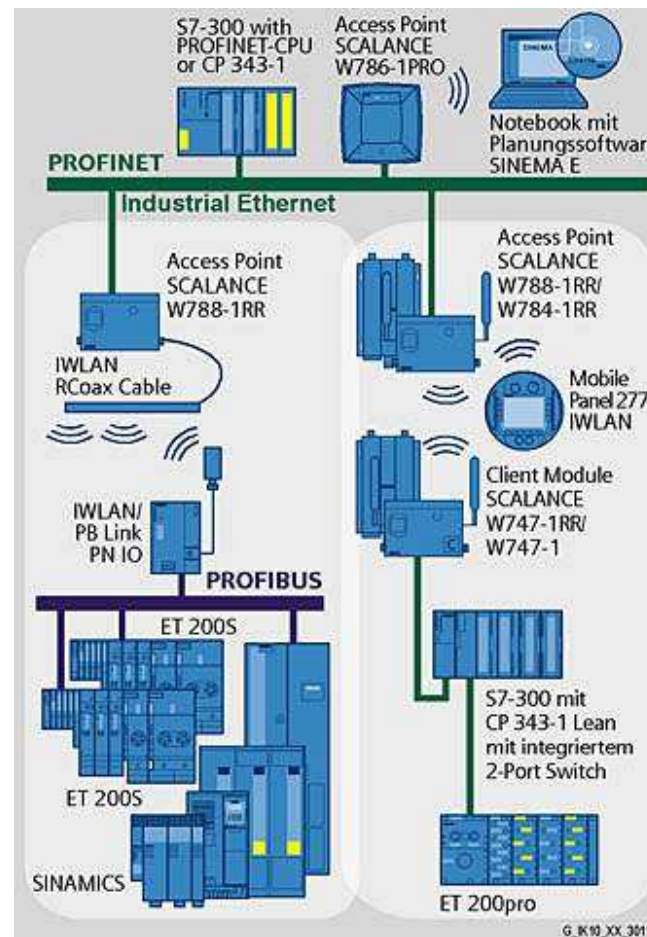 S7-300 with
PROFINET-CPU
or CP 343-1
Access Point
SCALANCE
W786-1PRO
SINEMA
Notebook mit
Planungssoftwar
SINEMA E
PROFINET
Industrial Ethernet
Access Point
SCALANCE
W788-1RR
IWLAN
RCoax Cable
IWLAN/
PB Link
PN IO
PROFIBUS
ET 200S
ET 200S
SINAMICS
Access Point
SCALANCE
W788-1RR/
W784-1RR
Mobile
Panel 277
IWLAN
Client Module
SCALANCE
W747-1RR/
W747-1
S7-300 mit
CP 343-1 Lean
mit integriertem
2-Port Switch
ET 200pro
G_IK10_XX_301